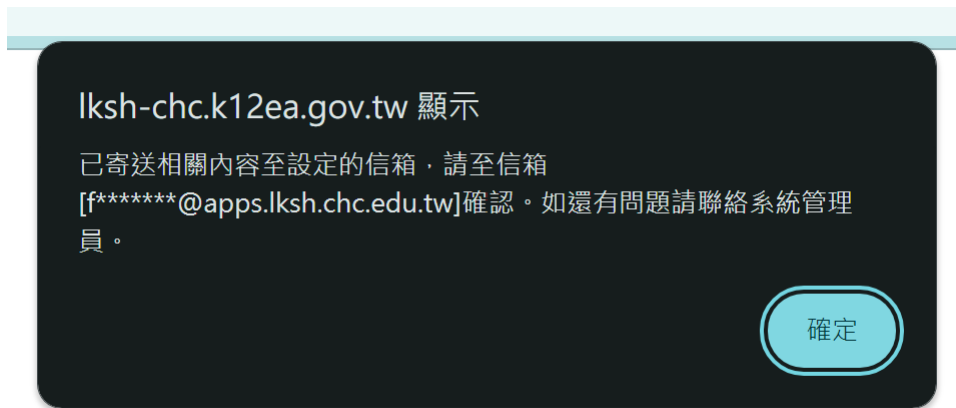 lksh-chc.k12ea.gov.tw 顯示
已寄送相關內容至設定的信箱，請至信箱
[f*******@apps.lksh.chc.edu.tw]確認。如還有問題請聯絡系統管理
員。
確定